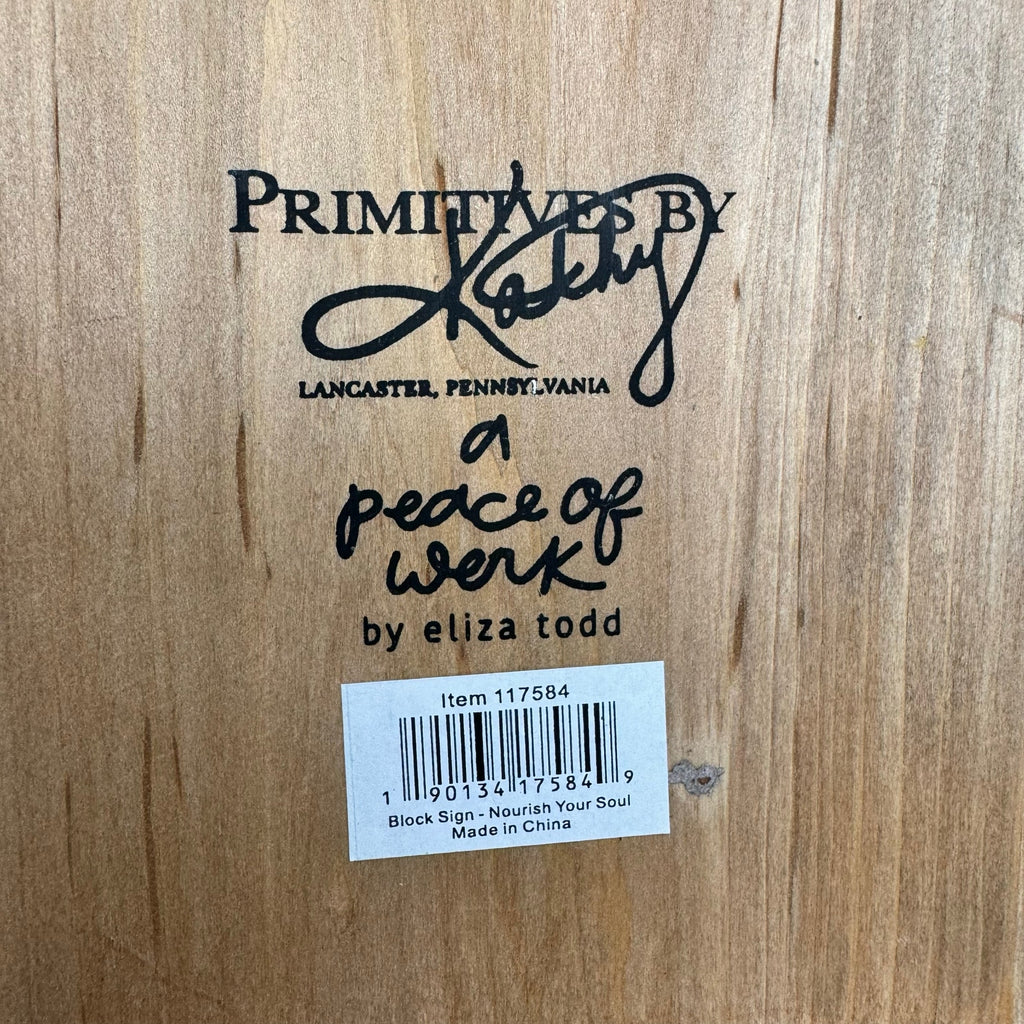 PRIMITIVES BY
Kathy
LANCASTER, PENNSYLVANIA
a
peace of
werk
by eliza todd
Item 117584
1 90134 17584 9
Block Sign - Nourish Your Soul
Made in China